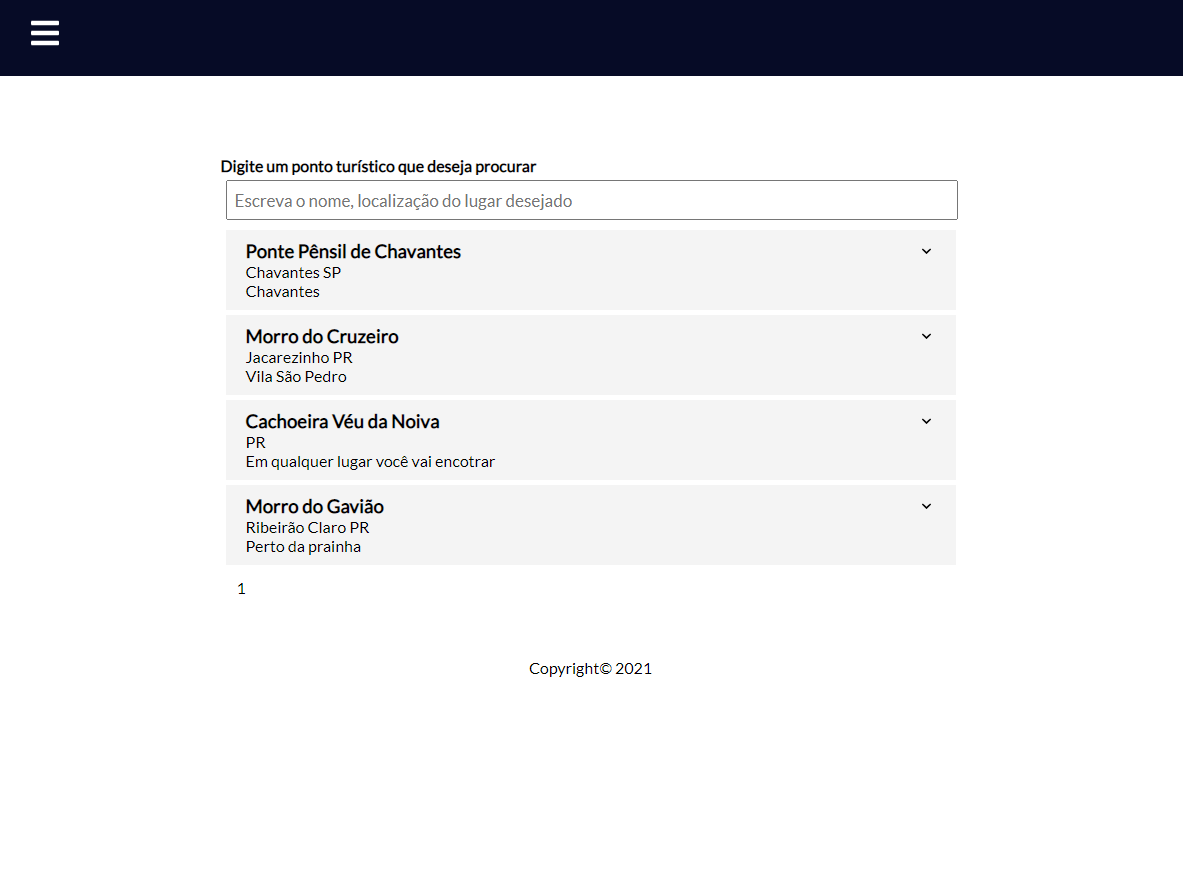 Digite um ponto turístico que deseja procurar
Escreva o nome, localização do lugar desejado
Ponte Pênsil de Chavantes
Chavantes SP
Chavantes
Morro do Cruzeiro
Jacarezinho PR
Vila São Pedro
Cachoeira Véu da Noiva
PR
Em qualquer lugar você vai encotrar
Morro do Gavião
Ribeirão Claro PR
Perto da prainha
1
Copyright© 2021